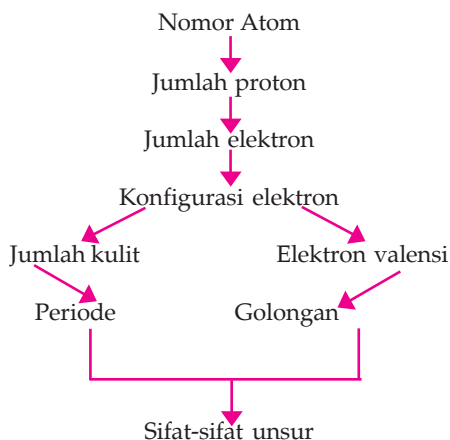 Nomor Atom
Jumlah proton
Jumlah elektron
Konfigurasi elektron
Jumlah kulit
Elektron valensi
Periode
Golongan
Sifat-sifat unsur